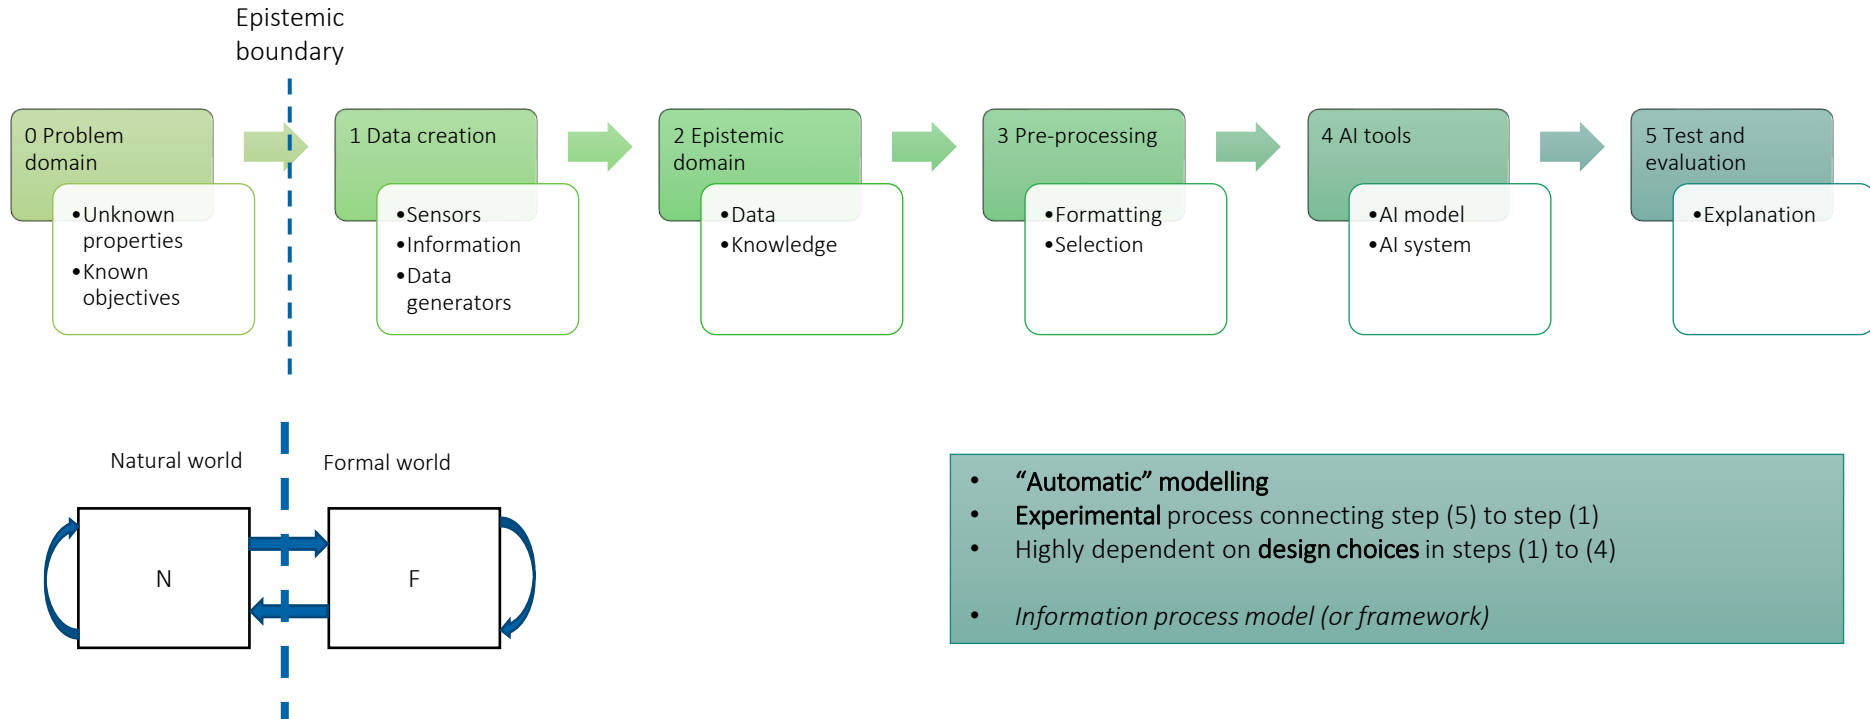 Epistemic
boundary
0 Problem
domain
•Unknown
properties
•Known
objectives
1 Data creation
•Sensors
•Information
•Data
generators
2 Epistemic
domain
•Data
•Knowledge
3 Pre-processing
•Formatting
•Selection
4 AI tools
•AI model
•AI system
5 Test and
evaluation
•Explanation
Natural world
Formal world
N
F
• “Automatic” modelling
• Experimental process connecting step (5) to step (1)
• Highly dependent on design choices in steps (1) to (4)
• Information process model (or framework)